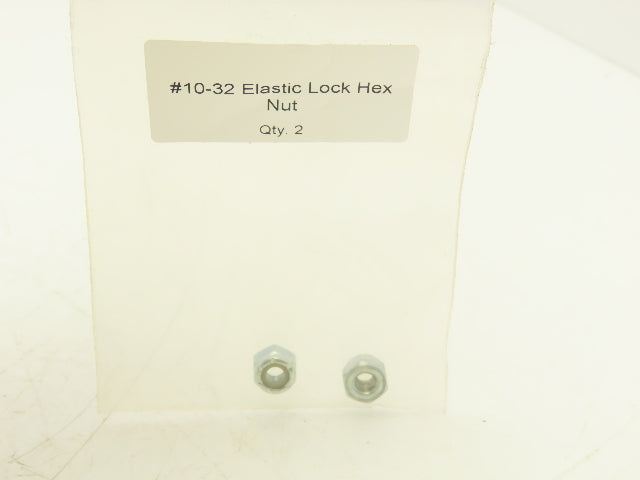 #10-32 Elastic Lock Hex
Nut
Qty. 2